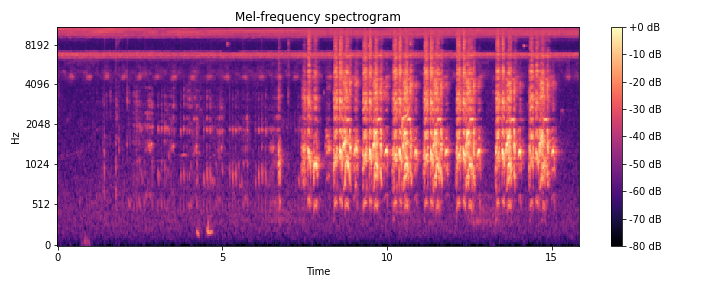 Mel-frequency spectrogram
8192
4096
2048
1024
512
0
Hz
0
5
10
15
Time
+0 dB
-10 dB
-20 dB
-30 dB
-40 dB
-50 dB
-60 dB
-70 dB
-80 dB